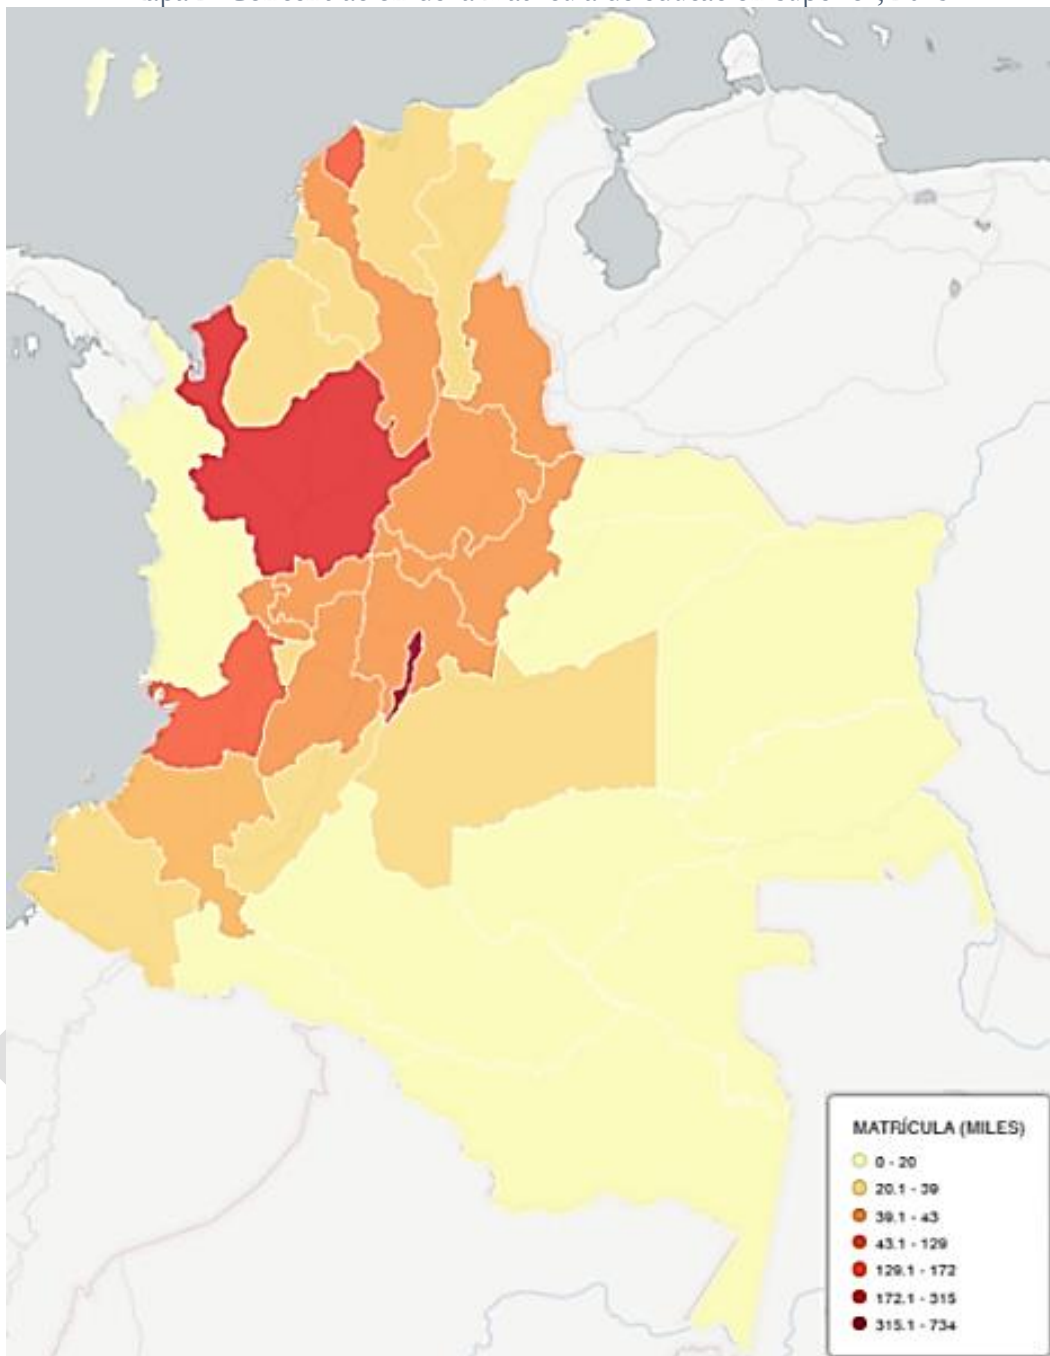 MATRÍCULA (MILES)
0 - 20
20.1 - 39
39.1 - 43
43.1 - 129
129.1 - 172
172.1 - 315
315.1 - 734